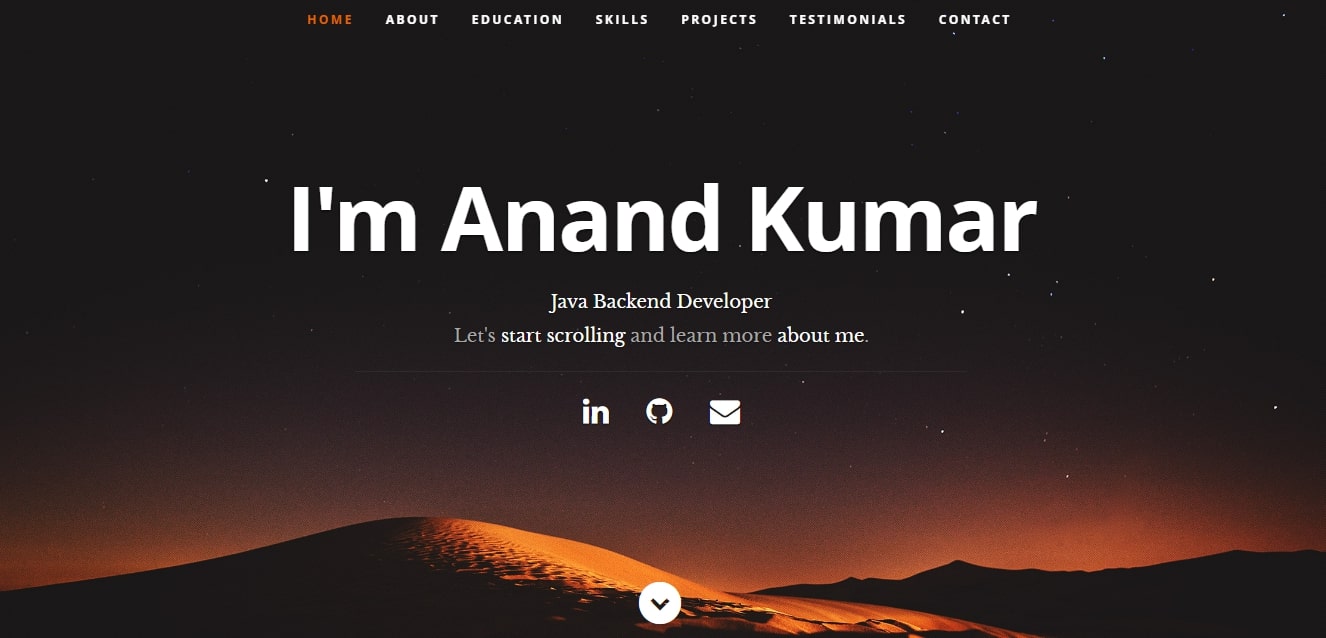 HOME ABOUT EDUCATION SKILLS PROJECTS TESTIMONIALS CONTACT
I'm Anand Kumar
Java Backend Developer
Let's start scrolling and learn more about me.
in